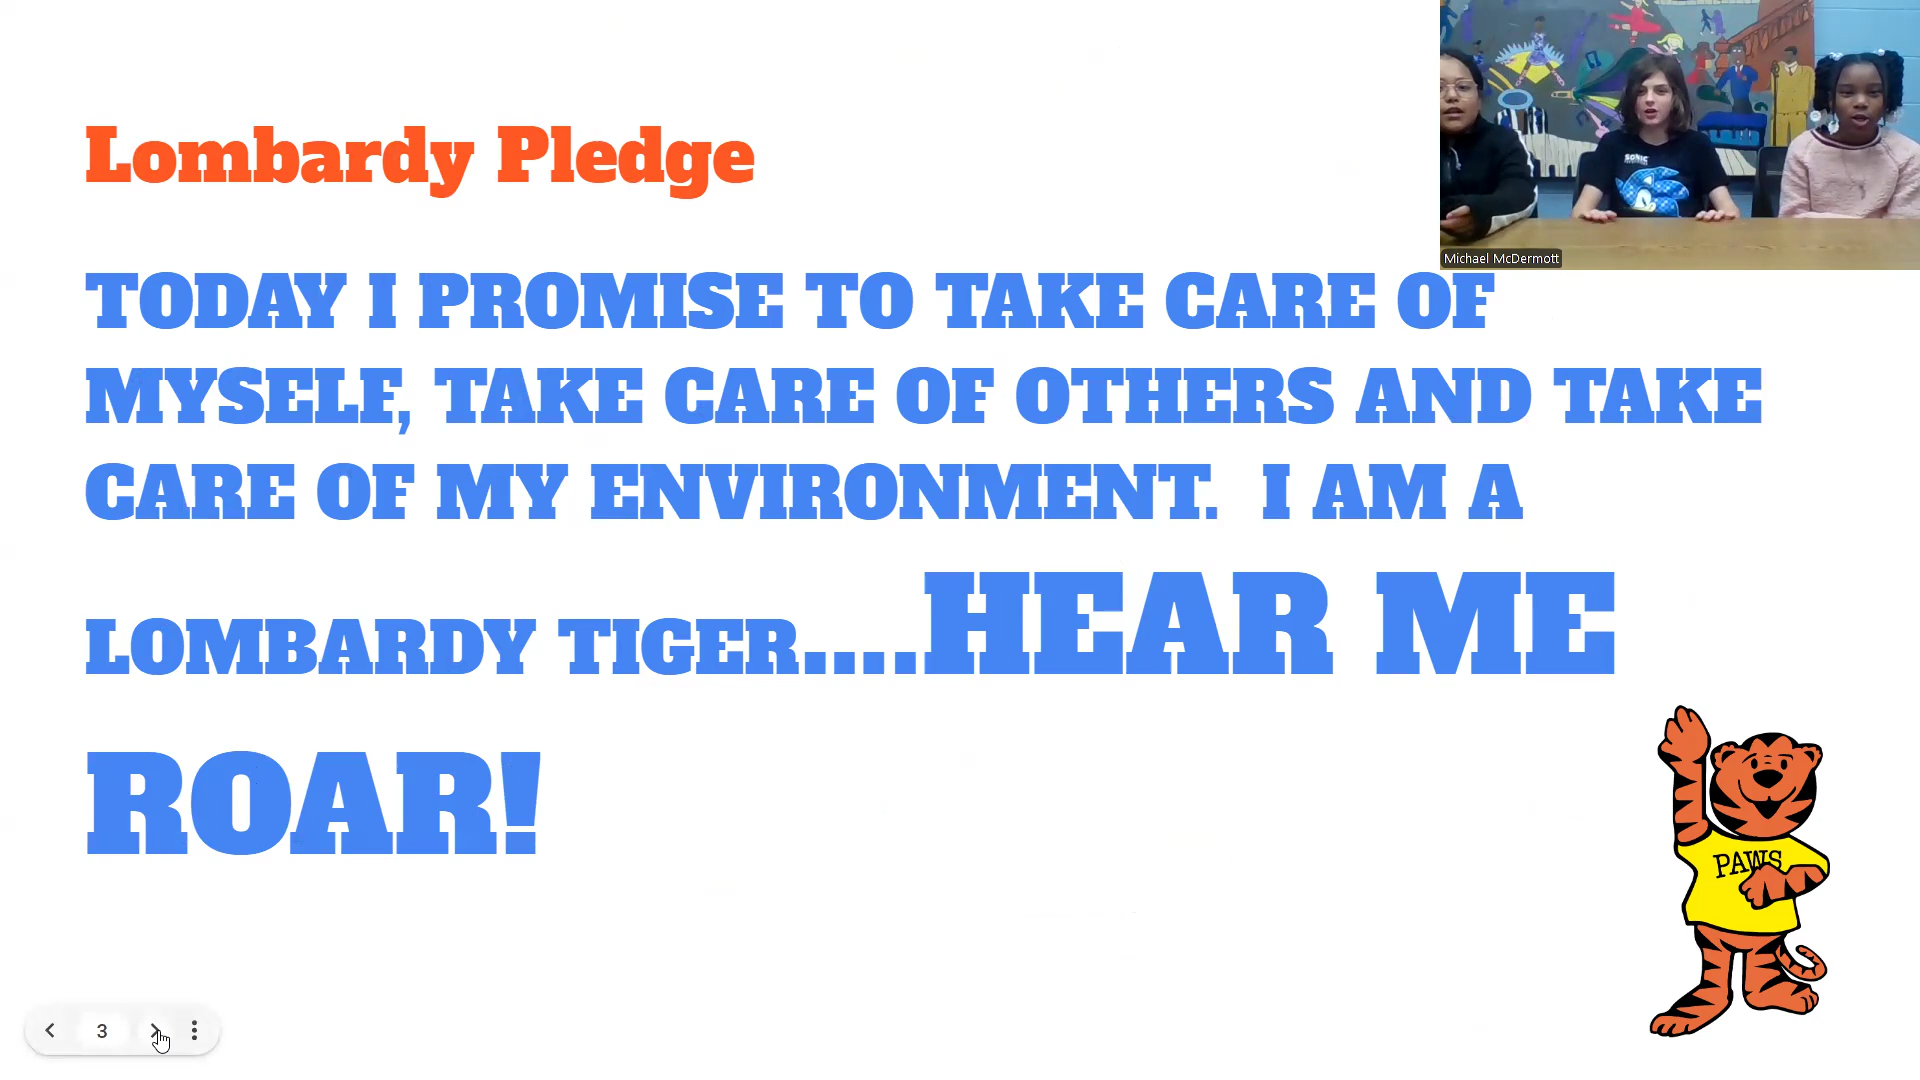 Lombardy Pledge
TODAY I PROMISE TO TAKE CARE OF
MYSELF, TAKE CARE OF OTHERS AND TAKE
CARE OF MY ENVIRONMENT.  I AM A
LOMBARDY TIGER....HEAR ME
ROAR!
SONIC
Michael McDermott
PAWS
3